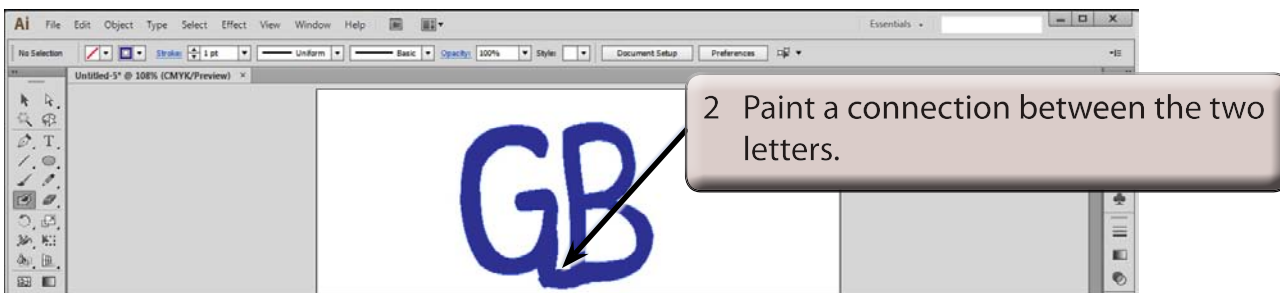 Ai File Edit Object Type Select Effect View Window Help Br
Essentials
No Selection Stroke: 1 pt Uniform Basic Opacity: 100% Style: Document Setup Preferences
Untitled-5* @ 108% (CMYK/Preview) ×
2 Paint a connection between the two
letters.
GB
T